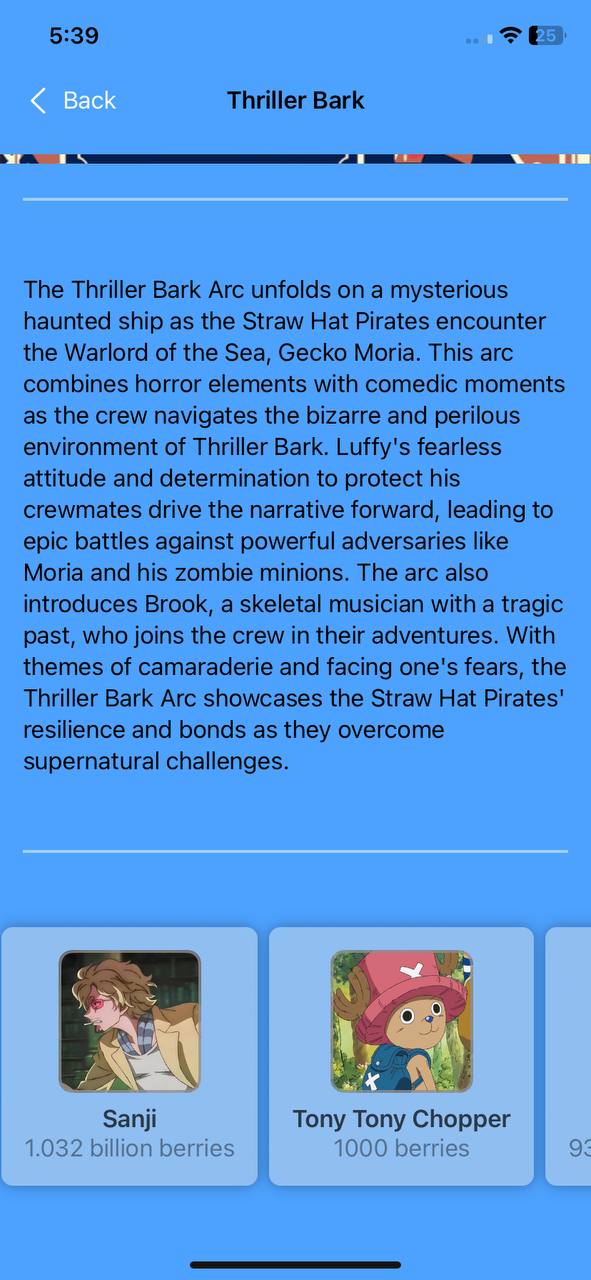 5:39
25
Back
Thriller Bark
The Thriller Bark Arc unfolds on a mysterious
haunted ship as the Straw Hat Pirates encounter
the Warlord of the Sea, Gecko Moria. This arc
combines horror elements with comedic moments
as the crew navigates the bizarre and perilous
environment of Thriller Bark. Luffy's fearless
attitude and determination to protect his
crewmates drive the narrative forward, leading to
epic battles against powerful adversaries like
Moria and his zombie minions. The arc also
introduces Brook, a skeletal musician with a tragic
past, who joins the crew in their adventures. With
themes of camaraderie and facing one's fears, the
Thriller Bark Arc showcases the Straw Hat Pirates'
resilience and bonds as they overcome
supernatural challenges.
Sanji
1.032 billion berries
Tony Tony Chopper
1000 berries